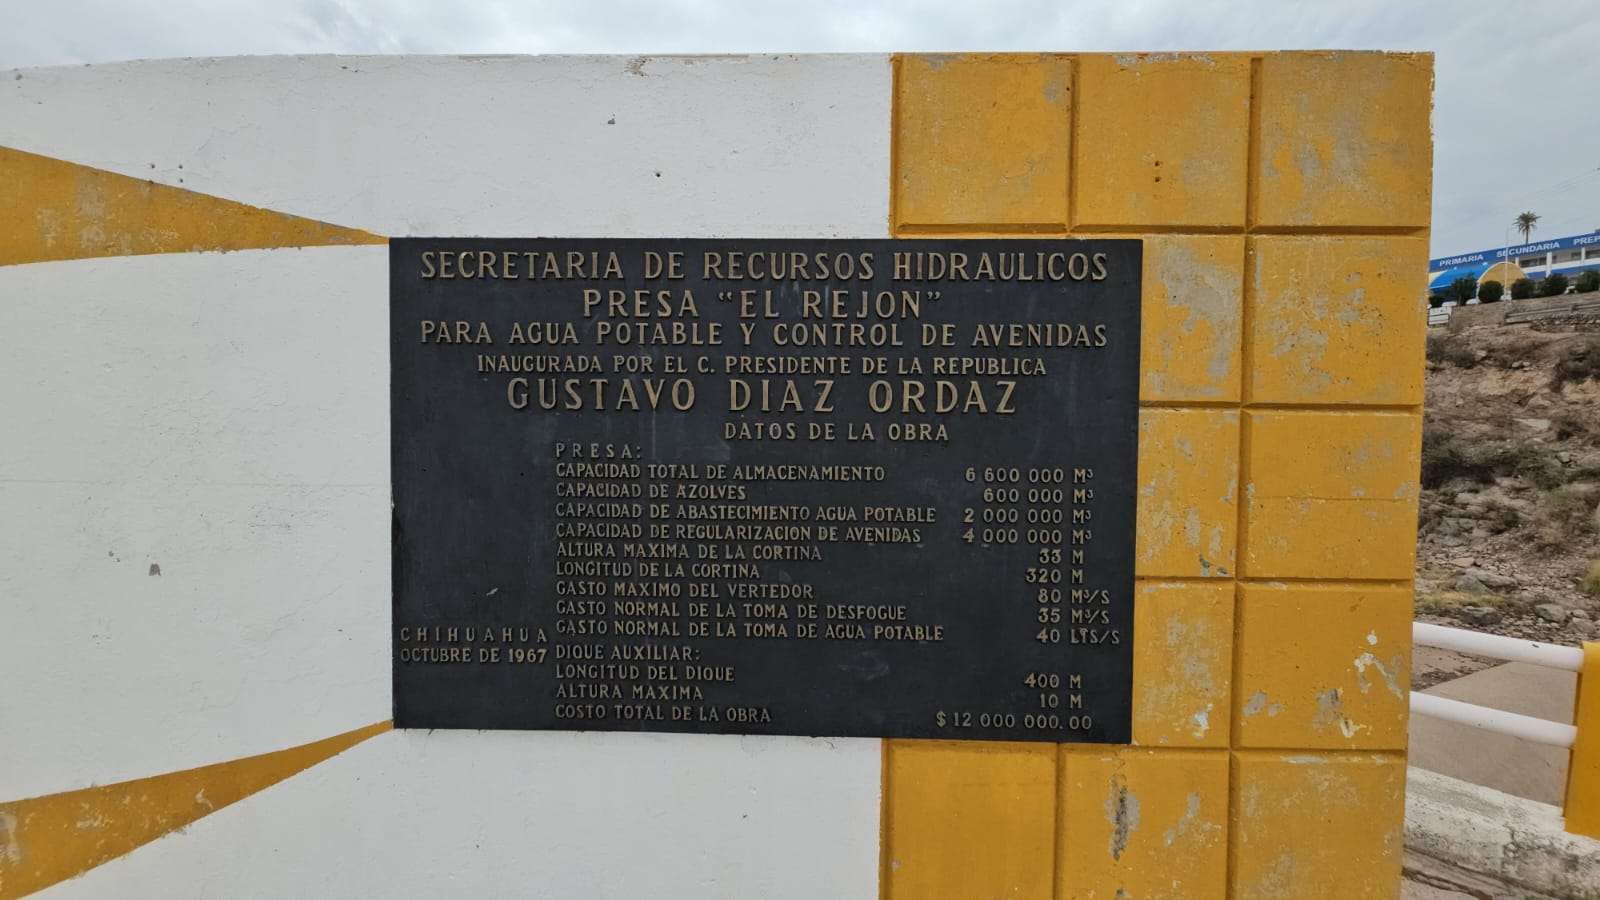 SECRETARIA DE RECURSOS HIDRAULICOS
PRESA "EL REJON"
PARA AGUA POTABLE Y CONTROL DE AVENIDAS
INAUGURADA POR EL C. PRESIDENTE DE LA REPUBLICA
GUSTAVO DIAZ ORDAZ
DATOS DE LA OBRA
PRESA:
CAPACIDAD TOTAL DE ALMACENAMIENTO 6 600 000 M³
CAPACIDAD DE AZOLVES 600 000 M³
CAPACIDAD DE ABASTECIMIENTO AGUA POTABLE 2 000 000 M³
CAPACIDAD DE REGULARIZACION DE AVENIDAS 4 000 000 M³
ALTURA MAXIMA DE LA CORTINA 33 M
LONGITUD DE LA CORTINA 320 M
GASTO MAXIMO DEL VERTEDOR 80 M³/S
GASTO NORMAL DE LA TOMA DE DESFOGUE 35 M³/S
GASTO NORMAL DE LA TOMA DE AGUA POTABLE 40 LTS/S
DIQUE AUXILIAR:
LONGITUD DEL DIQUE 400 M
ALTURA MAXIMA 10 M
COSTO TOTAL DE LA OBRA $ 12 000 000.00
CHIHUAHUA
OCTUBRE DE 1967
PRIMARIA SECUNDARIA PREP